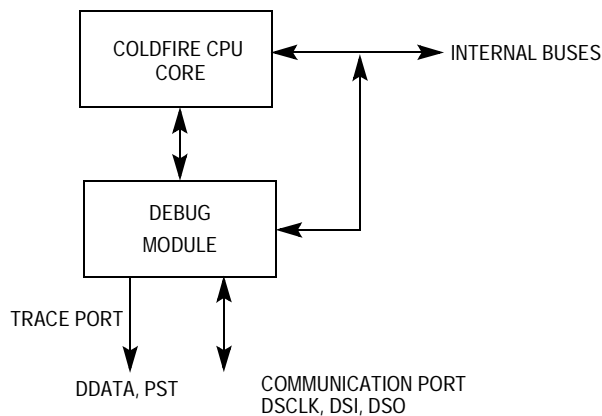 COLDFIRE CPU
CORE
INTERNAL BUSES
DEBUG
MODULE
TRACE PORT
DDATA, PST
COMMUNICATION PORT
DSCLK, DSI, DSO